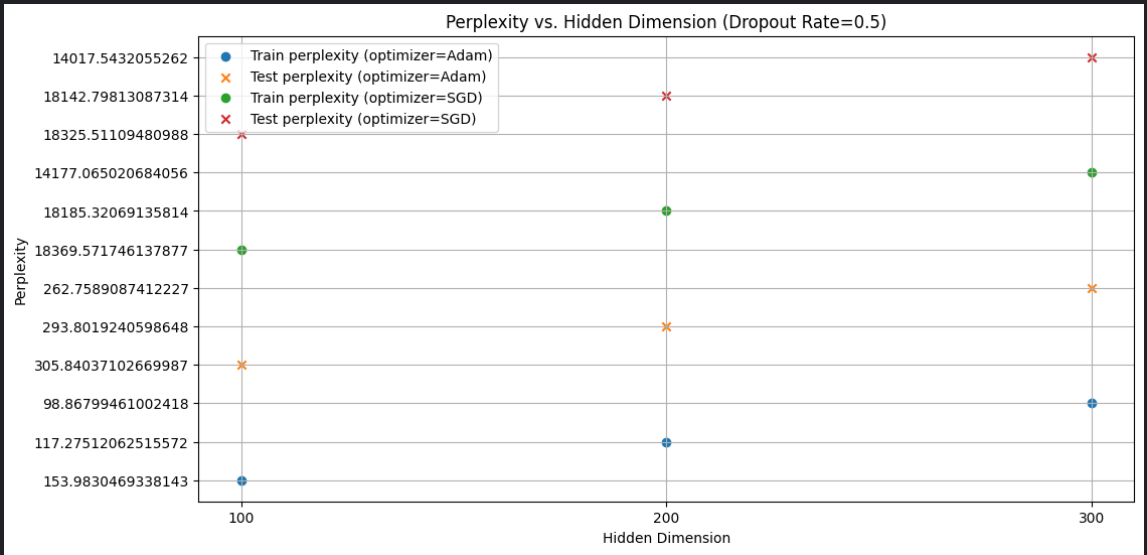 Perplexity vs. Hidden Dimension (Dropout Rate=0.5)
Train perplexity (optimizer=Adam)
Test perplexity (optimizer=Adam)
Train perplexity (optimizer=SGD)
Test perplexity (optimizer=SGD)
14017.5432055262
18142.79813087314
18325.51109480988
14177.065020684056
18185.32069135814
18369.571746137877
262.7589087412227
293.8019240598648
305.84037102669987
98.86799461002418
117.27512062515572
153.9830469338143
Perplexity
100
200
300
Hidden Dimension